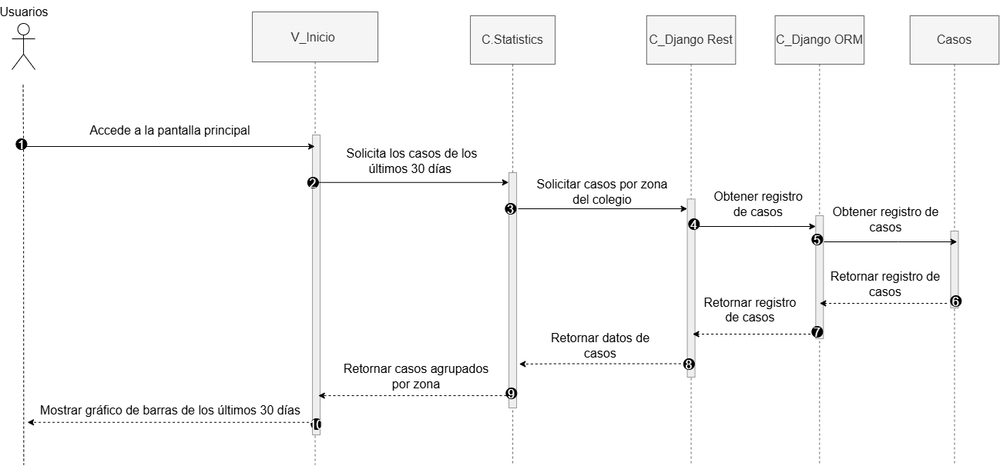 Usuarios
V_Inicio
C.Statistics
C_Django Rest
C_Django ORM
Casos
Accede a la pantalla principal
1
Solicita los casos de los
últimos 30 días
2
Solicitar casos por zona
del colegio
3
Obtener registro
de casos
4
Obtener registro de
casos
5
Retornar registro de
casos
6
Retornar registro
de casos
7
Retornar datos de
casos
8
Retornar casos agrupados
por zona
9
Mostrar gráfico de barras de los últimos 30 días
10